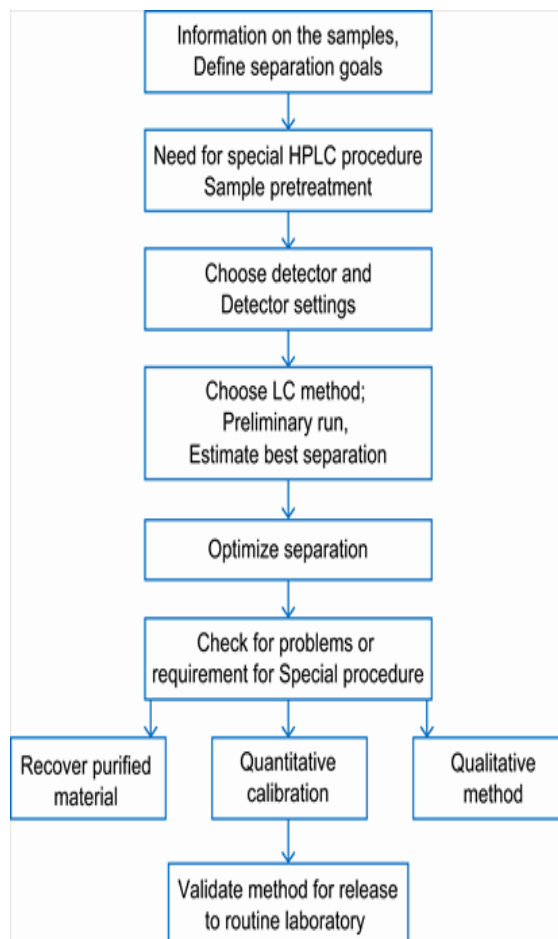 Information on the samples,
Define separation goals
Need for special HPLC procedure
Sample pretreatment
Choose detector and
Detector settings
Choose LC method;
Preliminary run,
Estimate best separation
Optimize separation
Check for problems or
requirement for Special procedure
Recover purified
material
Quantitative
calibration
Qualitative
method
Validate method for release
to routine laboratory